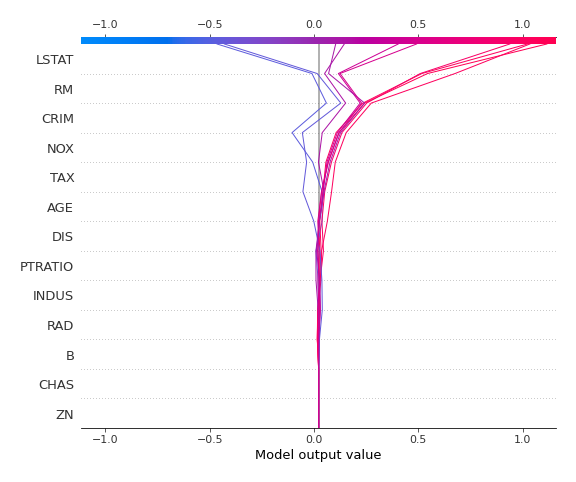 −1.0 −0.5 0.0 0.5 1.0
LSTAT
RM
CRIM
NOX
TAX
AGE
DIS
PTRATIO
INDUS
RAD
B
CHAS
ZN
−1.0 −0.5 0.0 0.5 1.0
Model output value